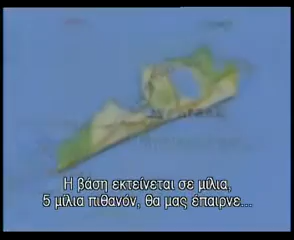 Η βάση εκτείνεται σε μίλια,
5 μίλια πιθανόν, θα μας έπαιρνε....